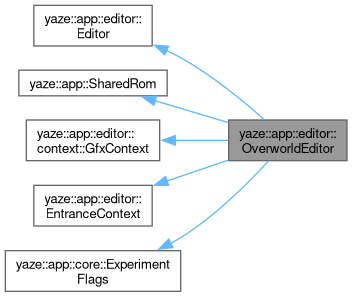 yaze::app::editor::
Editor
yaze::app::SharedRom
yaze::app::editor::
context::GfxContext
yaze::app::editor::
OverworldEditor
yaze::app::editor::
EntranceContext
yaze::app::core::Experiment
Flags